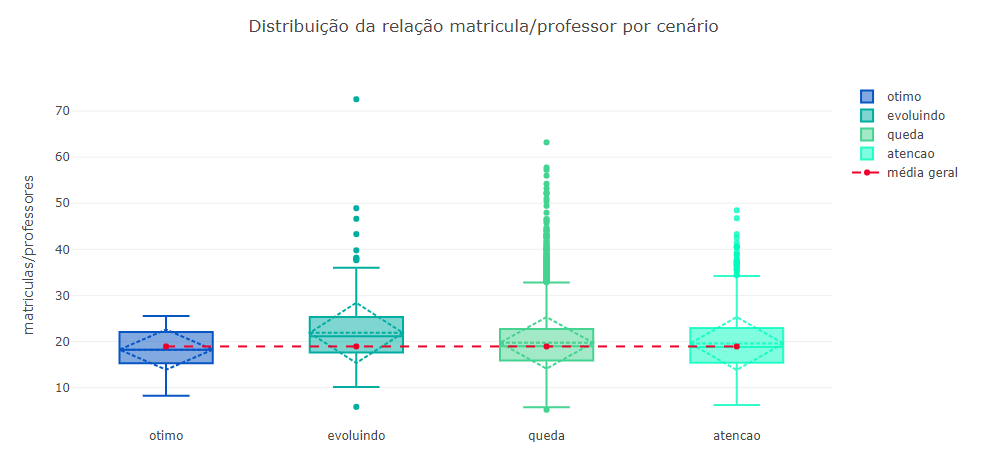 Distribuição da relação matricula/professor por cenário
matriculas/professores
70
60
50
40
30
20
10
otimo
evoluindo
queda
atencao
otimo
evoluindo
queda
atencao
média geral